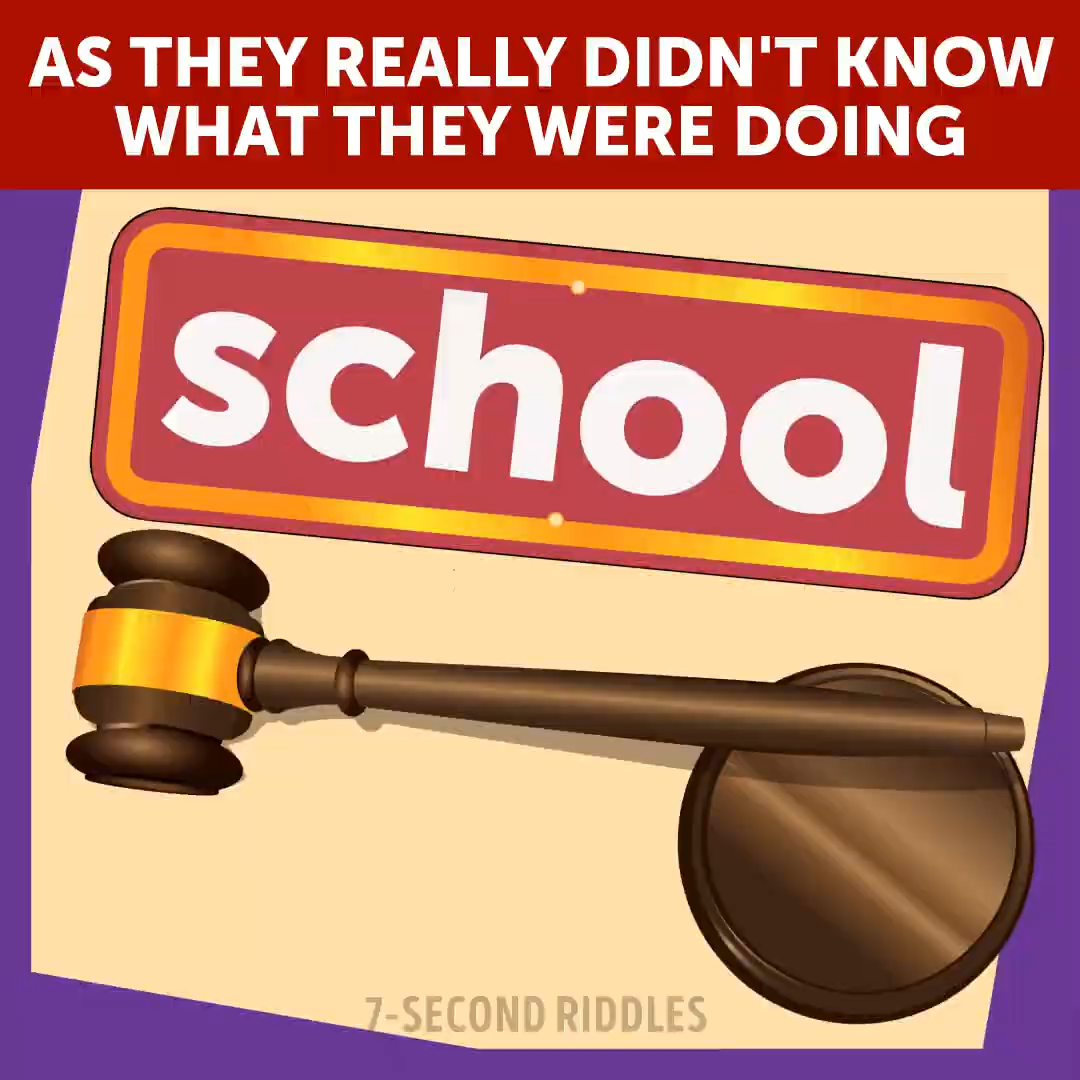 AS THEY REALLY DIDN'T KNOW
WHAT THEY WERE DOING
school
7-SECOND RIDDLES